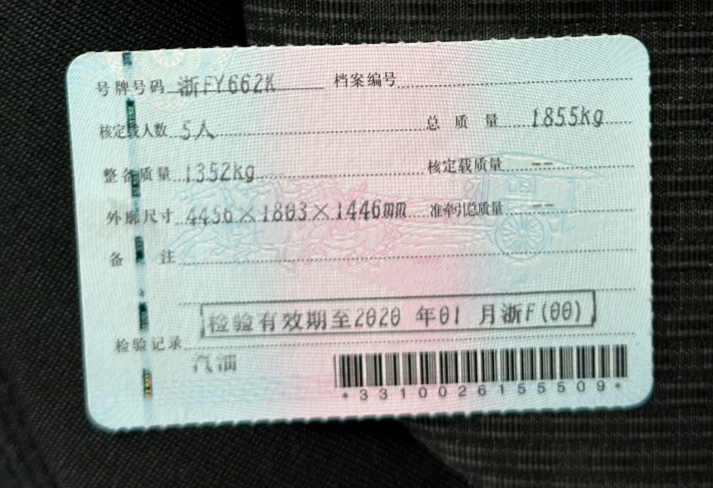 号牌号码 浙FY662K 档案编号
核定载人数 5人 总质量 1855kg
整备质量 1352kg 核定载质量 --
外廓尺寸 4456×1803×1446mm 准牵引总质量 --
备注
检验有效期至2020 年01 月浙F(00)
检验记录
汽油
*3310026155509*